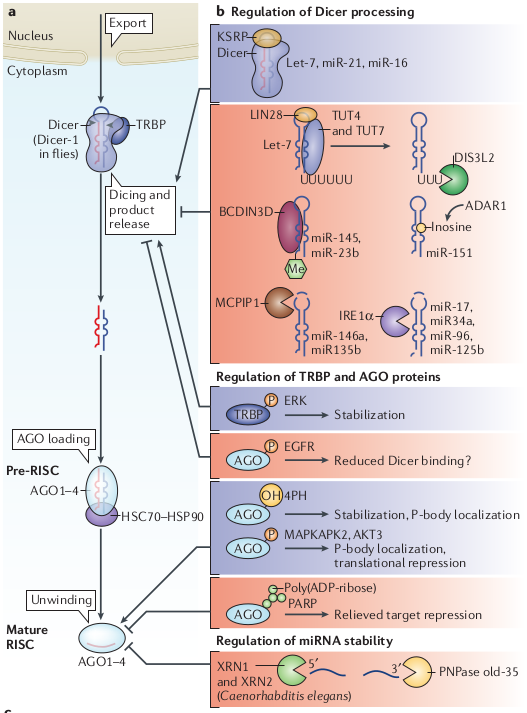 a
Nucleus
Export
Cytoplasm
Dicer
(Dicer-1
in flies)
TRBP
Dicing and
product
release
AGO loading
Pre-RISC
AGO1–4
HSC70–HSP90
Unwinding
Mature
RISC
AGO1–4
b Regulation of Dicer processing
KSRP
Dicer
Let-7, miR-21, miR-16
LIN28
TUT4
and TUT7
Let-7
UUUUUU
DIS3L2
UUU
BCDIN3D
miR-145,
miR-23b
Me
ADAR1
Inosine
miR-151
MCPIP1
miR-146a,
miR135b
IRE1α
miR-17,
miR34a,
miR-96,
miR-125b
Regulation of TRBP and AGO proteins
P ERK
TRBP
Stabilization
P EGFR
AGO
Reduced Dicer binding?
OH 4PH
AGO
Stabilization, P-body localization
P MAPKAPK2, AKT3
AGO
P-body localization,
translational repression
Poly(ADP-ribose)
PARP
AGO
Relieved target repression
Regulation of miRNA stability
XRN1
and XRN2
(Caenorhabditis elegans)
5′
3′
PNPase old-35